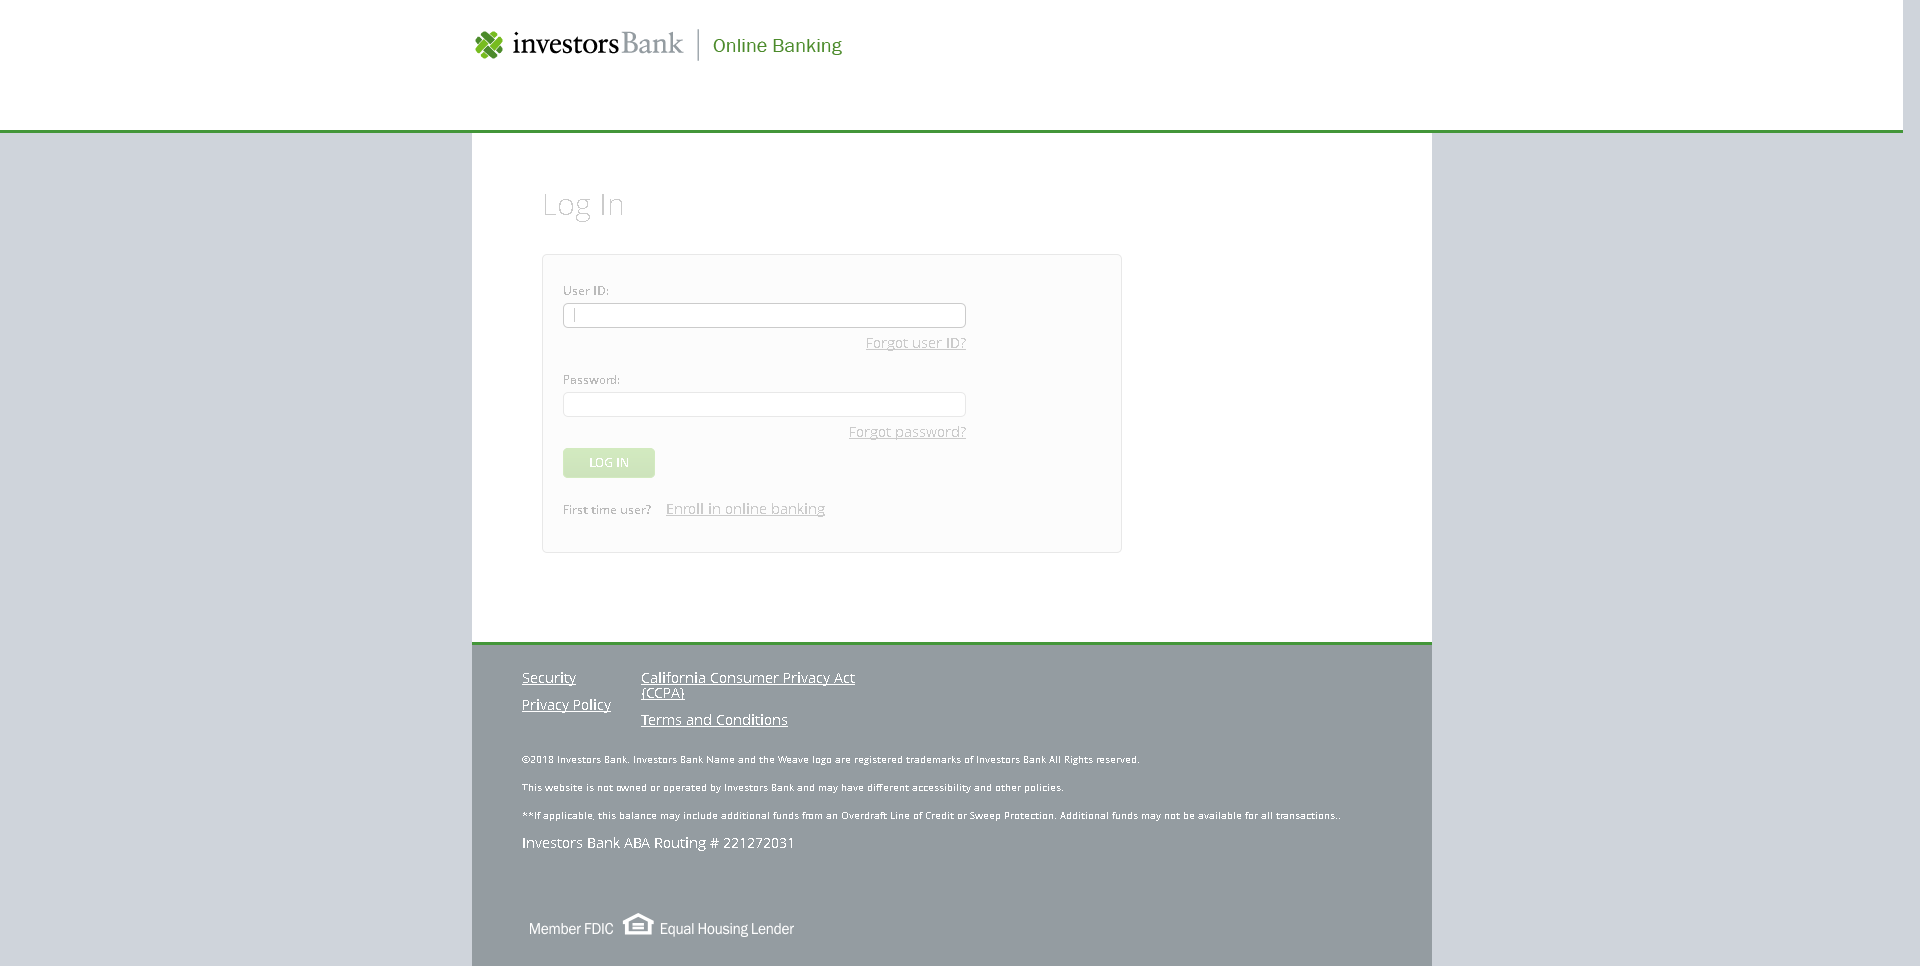 investorsBank Online Banking
Log In
User ID:
Forgot user ID?
Password:
Forgot password?
LOG IN
First time user? Enroll in online banking
Security
Privacy Policy
California Consumer Privacy Act
(CCPA)
Terms and Conditions
©2018 Investors Bank. Investors Bank Name and the Weave logo are registered trademarks of Investors Bank All Rights reserved.
This website is not owned or operated by Investors Bank and may have different accessibility and other policies.
**If applicable, this balance may include additional funds from an Overdraft Line of Credit or Sweep Protection. Additional funds may not be available for all transactions..
Investors Bank ABA Routing # 221272031
Member FDIC Equal Housing Lender